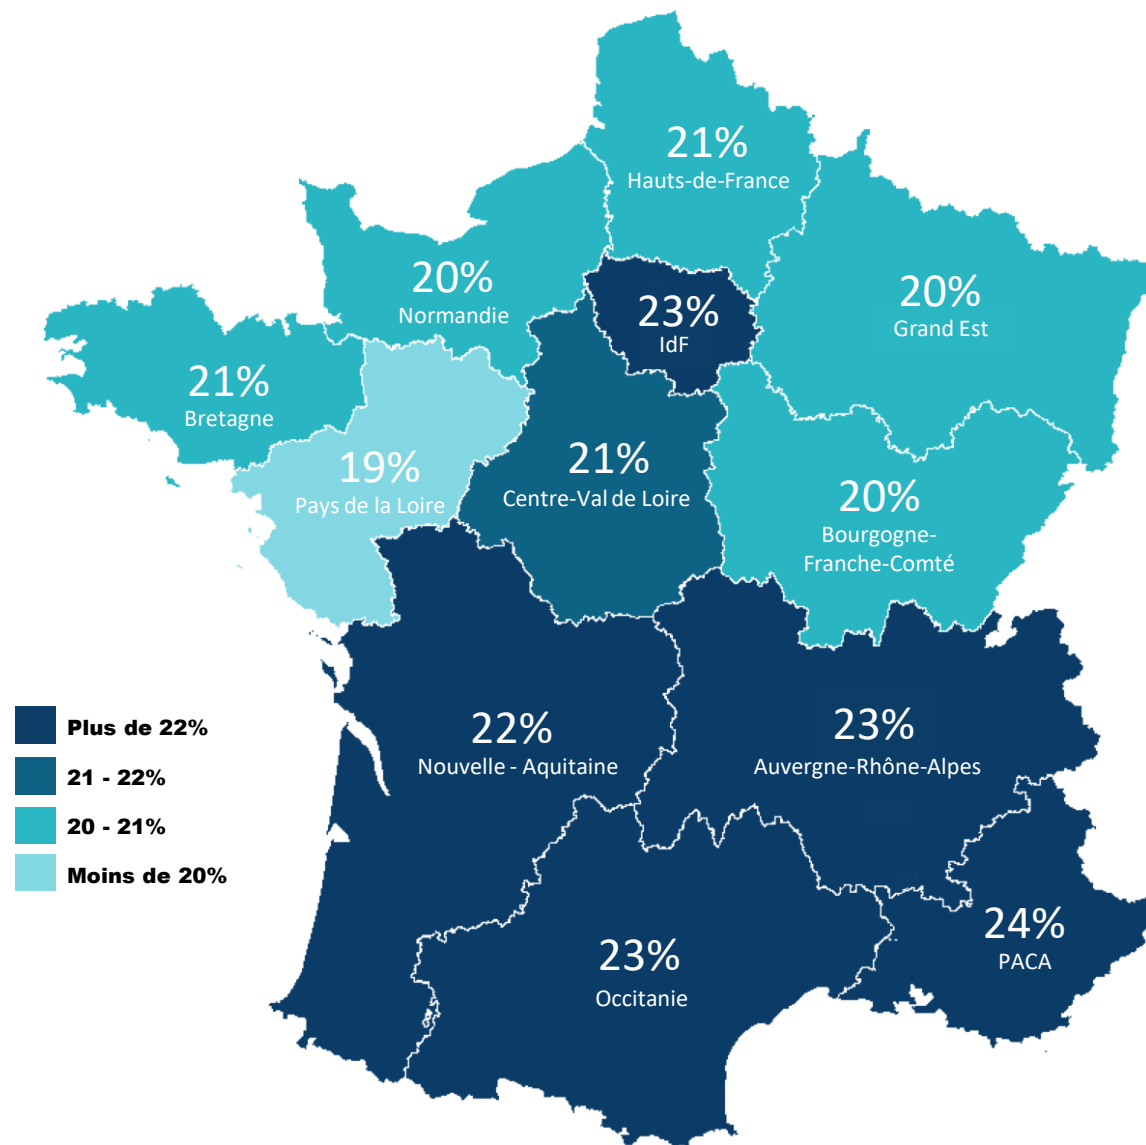 21%
Hauts-de-France
20%
Normandie
23%
IdF
20%
Grand Est
21%
Bretagne
19%
Pays de la Loire
21%
Centre-Val de Loire
20%
Bourgogne-
Franche-Comté
22%
Nouvelle - Aquitaine
23%
Auvergne-Rhône-Alpes
23%
Occitanie
24%
PACA
Plus de 22%
21 - 22%
20 - 21%
Moins de 20%